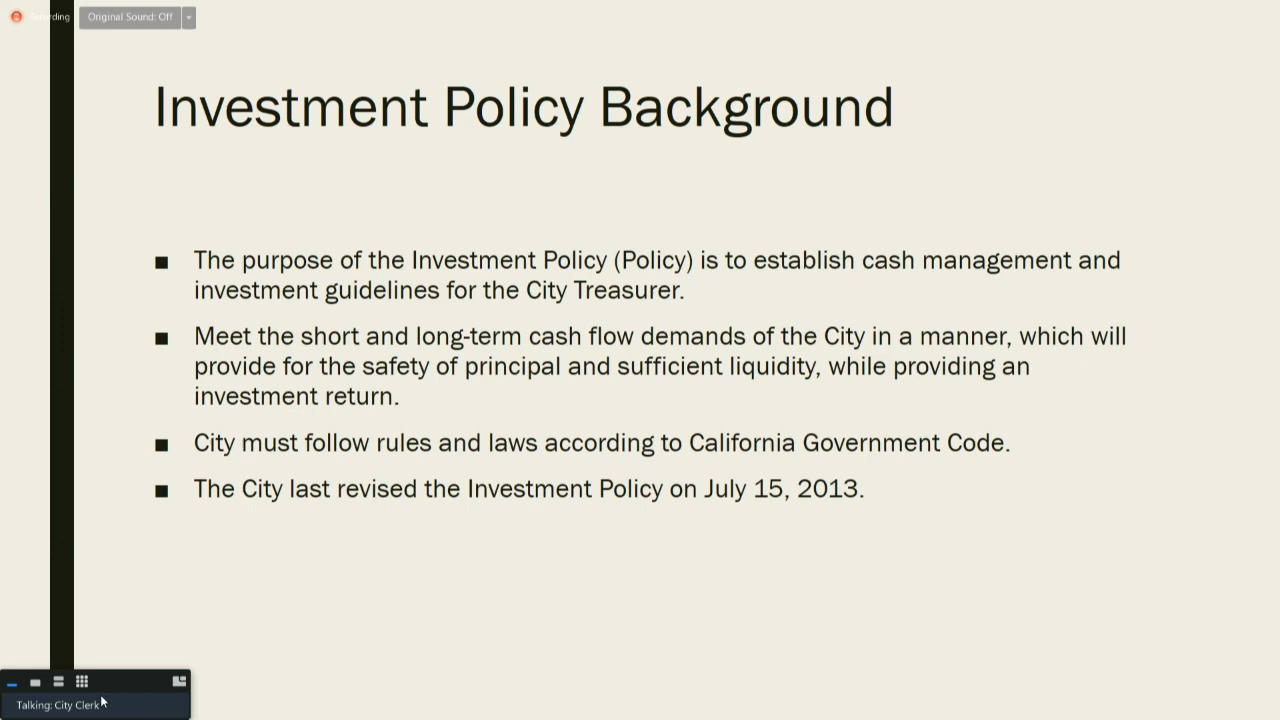 Recording
Original Sound: Off
Investment Policy Background
■ The purpose of the Investment Policy (Policy) is to establish cash management and
investment guidelines for the City Treasurer.
■ Meet the short and long-term cash flow demands of the City in a manner, which will
provide for the safety of principal and sufficient liquidity, while providing an
investment return.
■ City must follow rules and laws according to California Government Code.
■ The City last revised the Investment Policy on July 15, 2013.
Talking: City Clerk